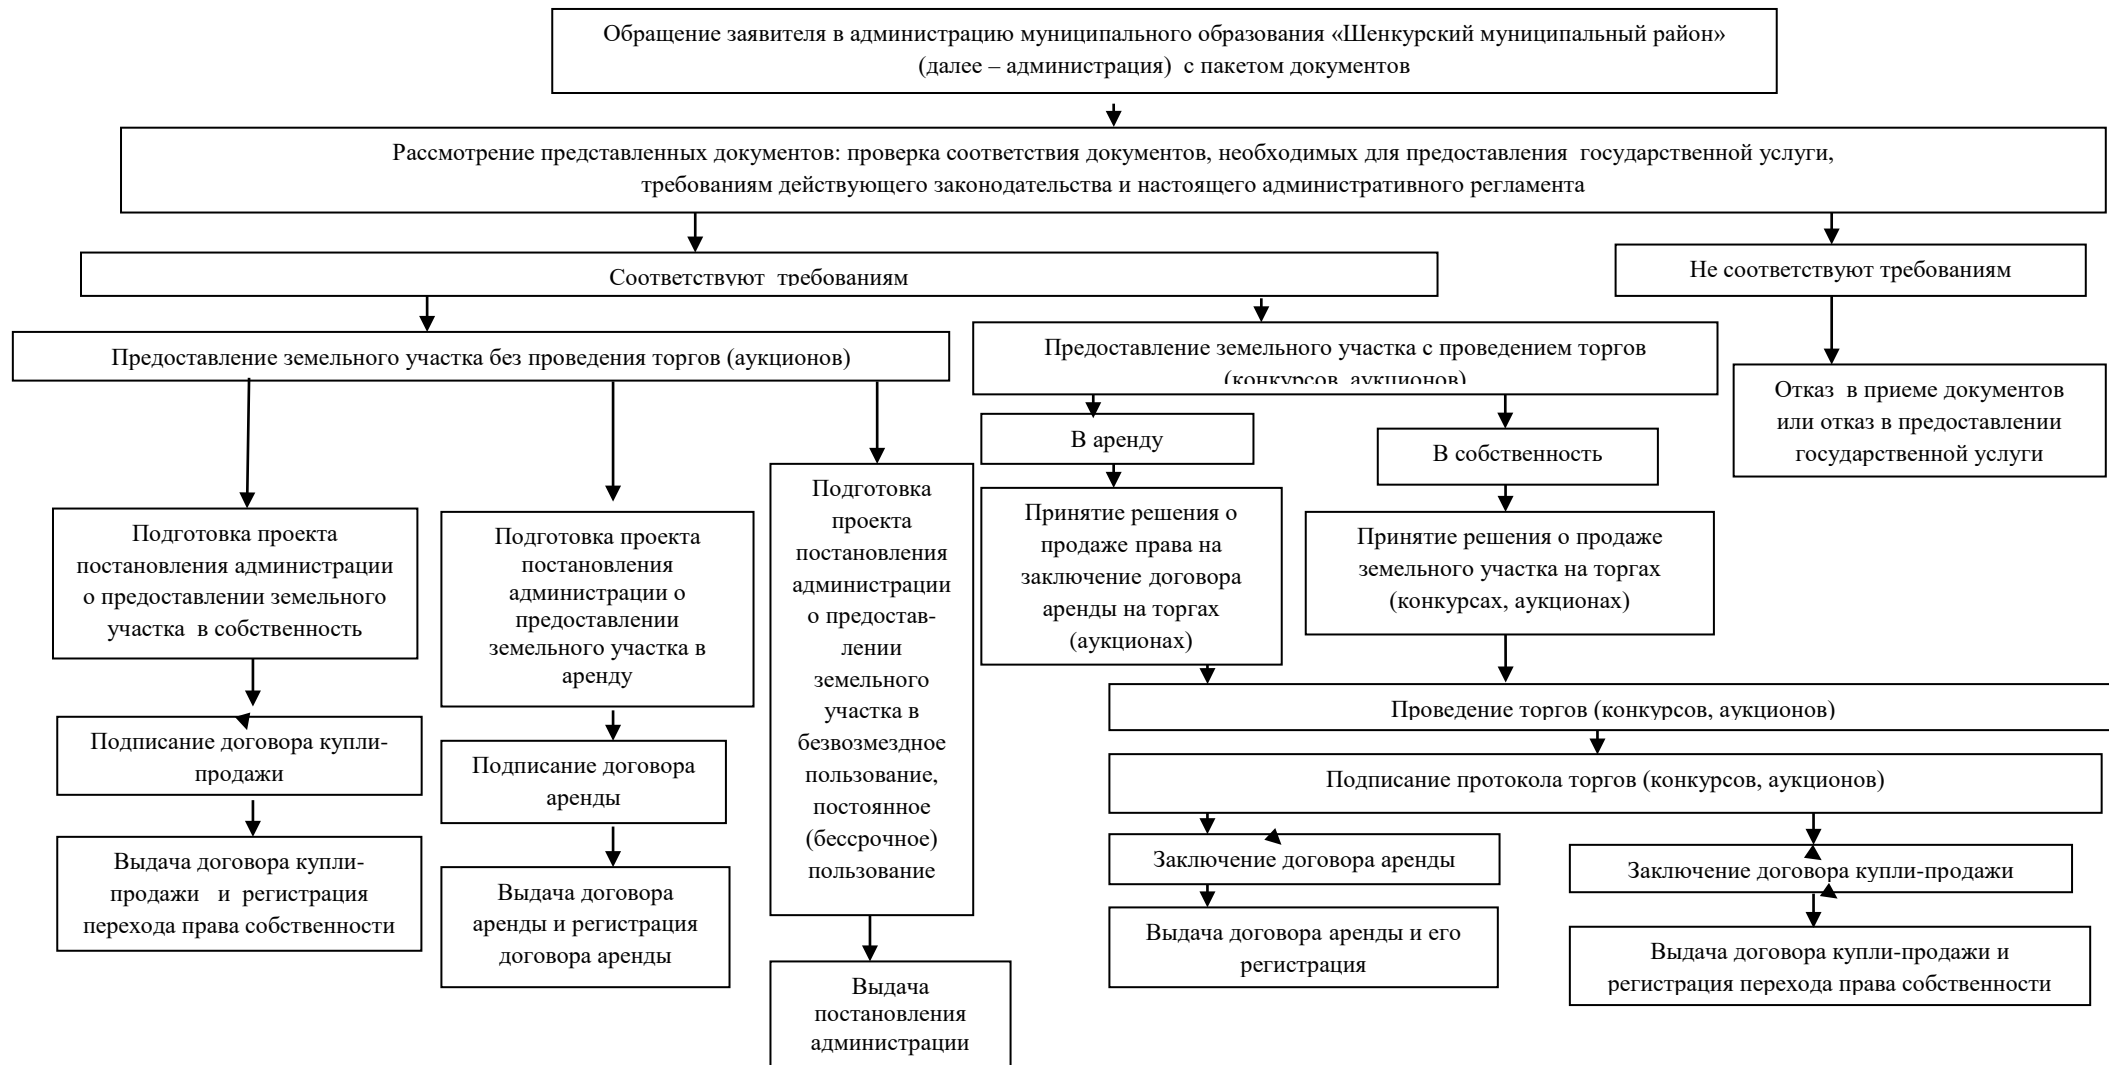 Обращение заявителя в администрацию муниципального образования «Шенкурский муниципальный район»
(далее – администрация) с пакетом документов
Рассмотрение представленных документов: проверка соответствия документов, необходимых для предоставления государственной услуги,
требованиям действующего законодательства и настоящего административного регламента
Соответствуют требованиям
Не соответствуют требованиям
Предоставление земельного участка без проведения торгов (аукционов)
Предоставление земельного участка с проведением торгов
(конкурсов, аукционов)
Отказ в приеме документов
или отказ в предоставлении
государственной услуги
В аренду
В собственность
Подготовка проекта
постановления администрации
о предоставлении земельного
участка в собственность
Подготовка проекта
постановления
администрации о
предоставлении
земельного участка в
аренду
Подготовка
проекта
постановления
администрации
о предостав-
лении
земельного
участка в
безвозмездное
пользование,
постоянное
(бессрочное)
пользование
Принятие решения о
продаже права на
заключение договора
аренды на торгах
(аукционах)
Принятие решения о продаже
земельного участка на торгах
(конкурсах, аукционах)
Проведение торгов (конкурсов, аукционов)
Подписание договора купли-
продажи
Подписание договора
аренды
Подписание протокола торгов (конкурсов, аукционов)
Выдача договора купли-
продажи и регистрация
перехода права собственности
Выдача договора
аренды и регистрация
договора аренды
Заключение договора аренды
Заключение договора купли-продажи
Выдача договора аренды и его
регистрация
Выдача договора купли-продажи и
регистрация перехода права собственности
Выдача
постановления
администрации